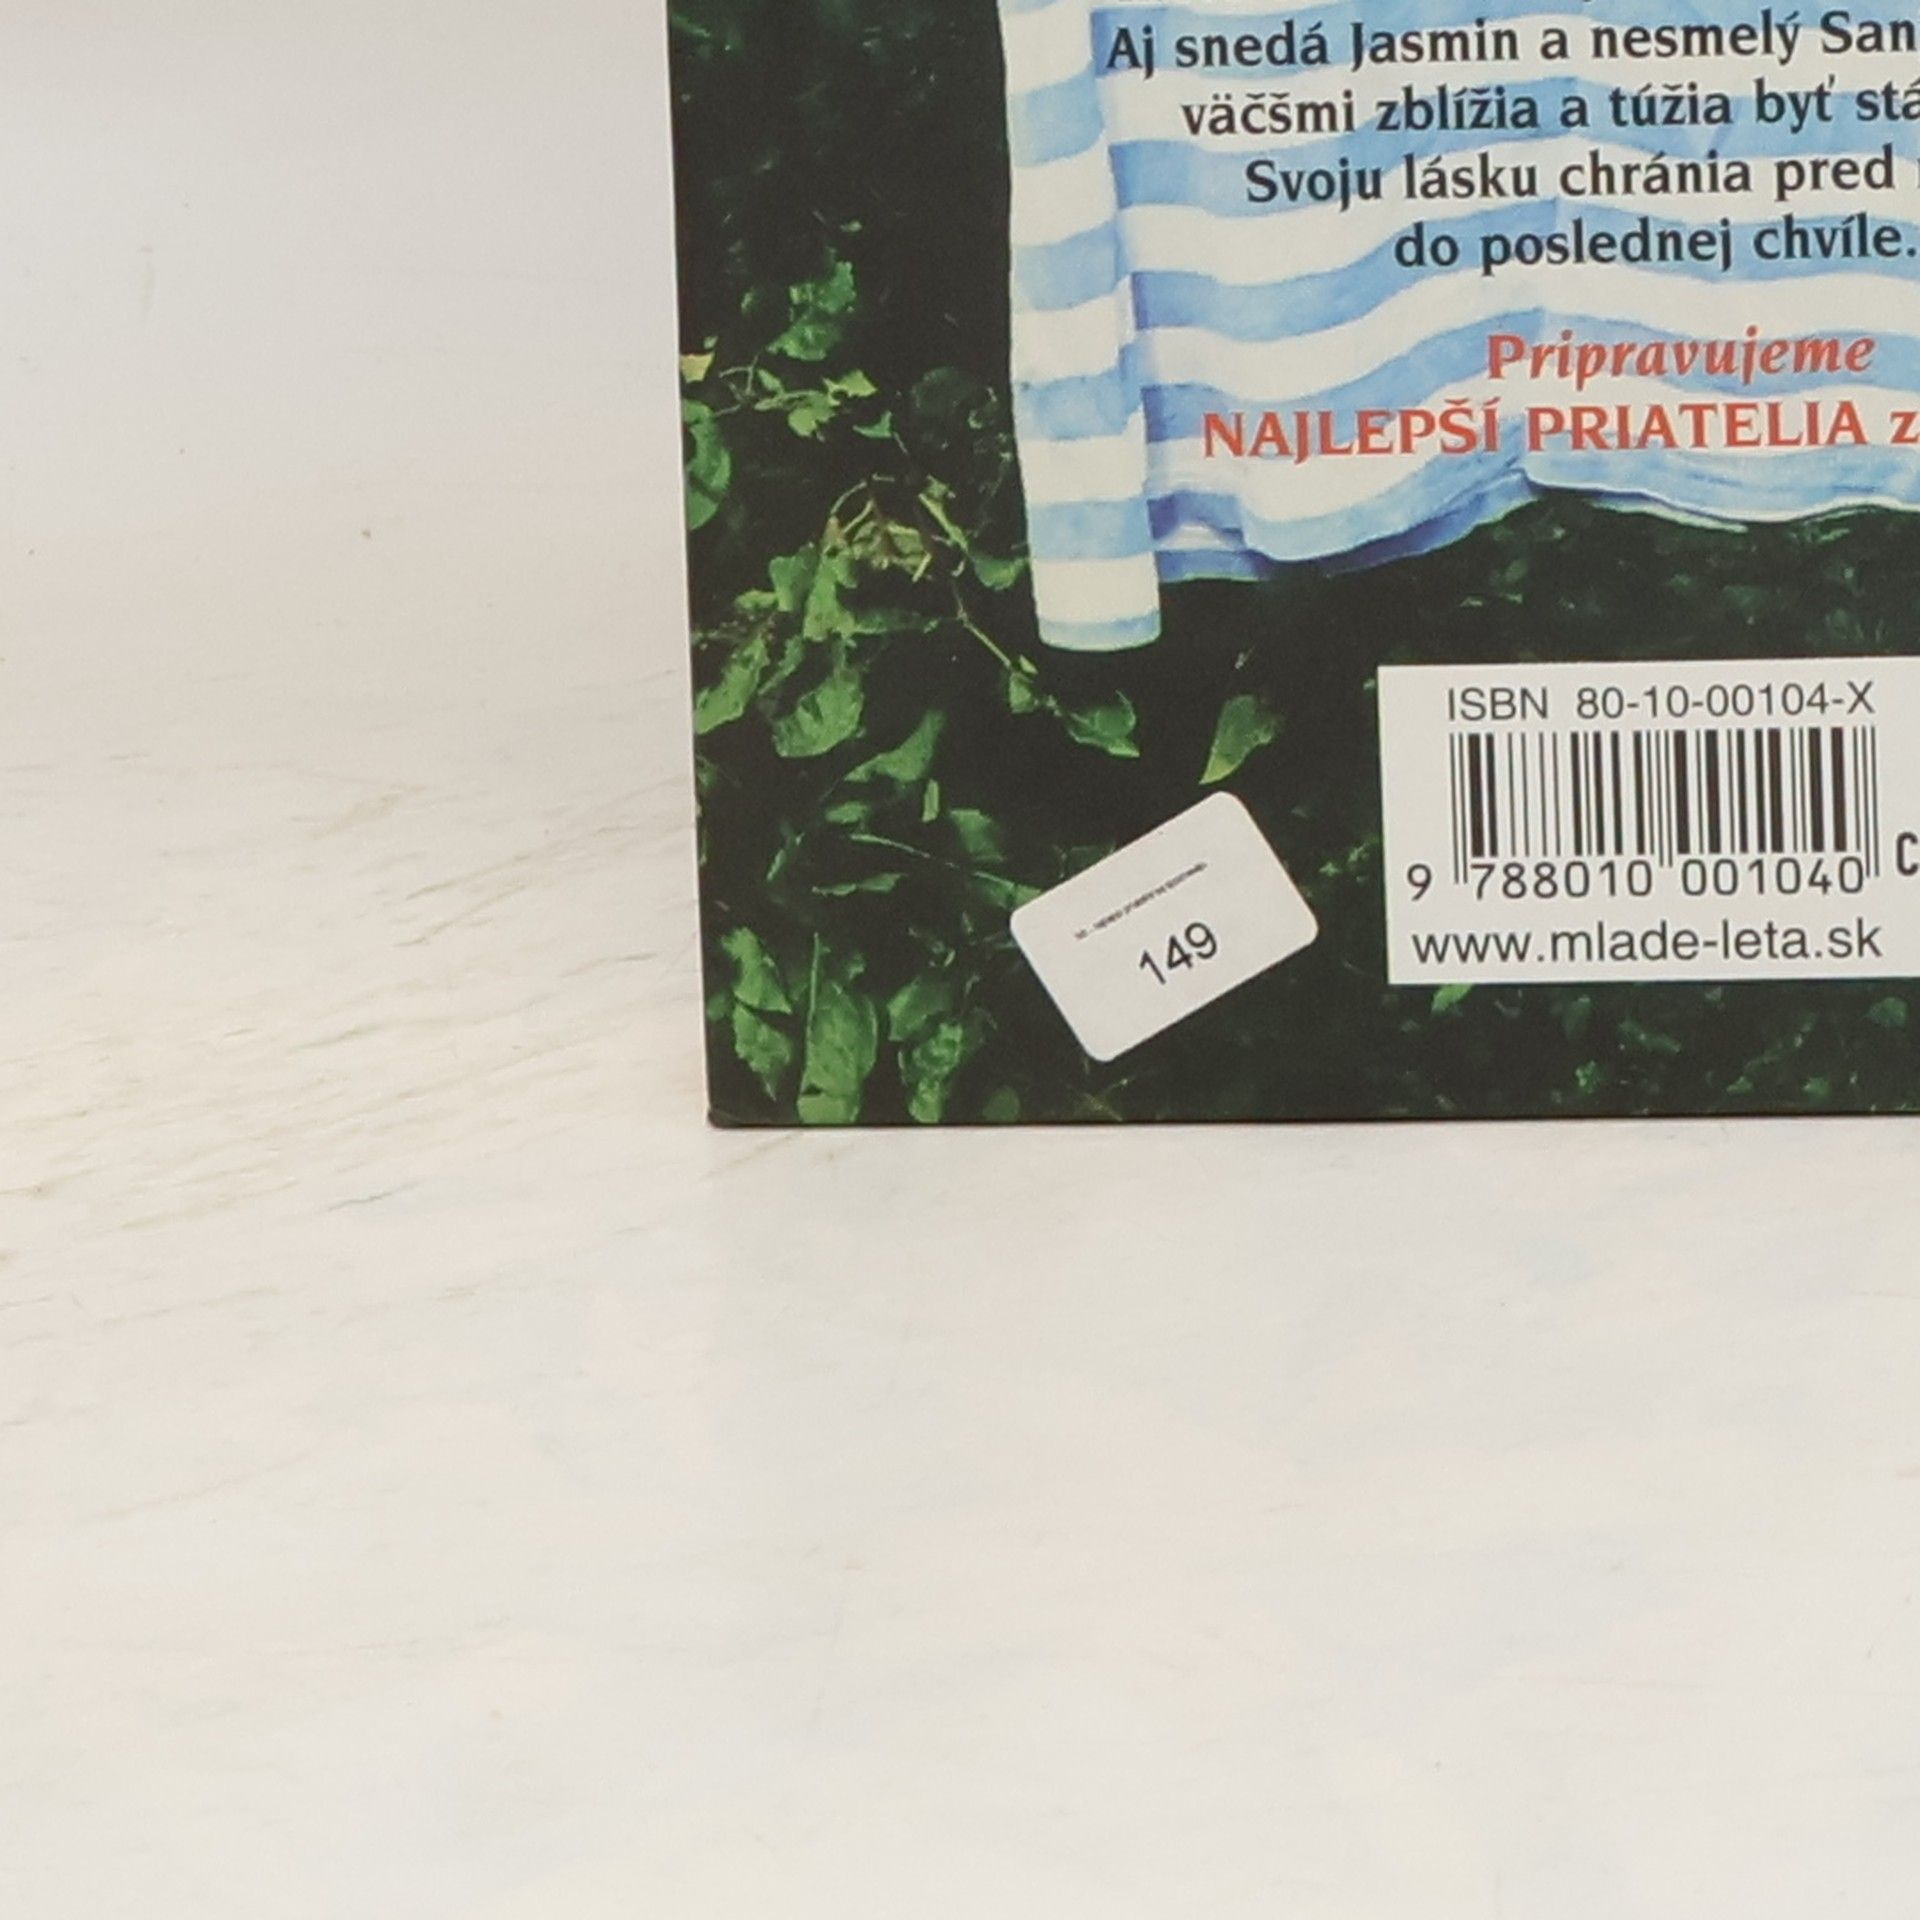 Aj snedá Jasmin a nesmelý San
väčšmi zblížia a túžia byť stá
Svoju lásku chránia pred
do poslednej chvíle.
Pripravujeme
NAJLEPŠÍ PRIATELIA z
ISBN 80-10-00104-X
9 788010 001040
www.mlade-leta.sk
149